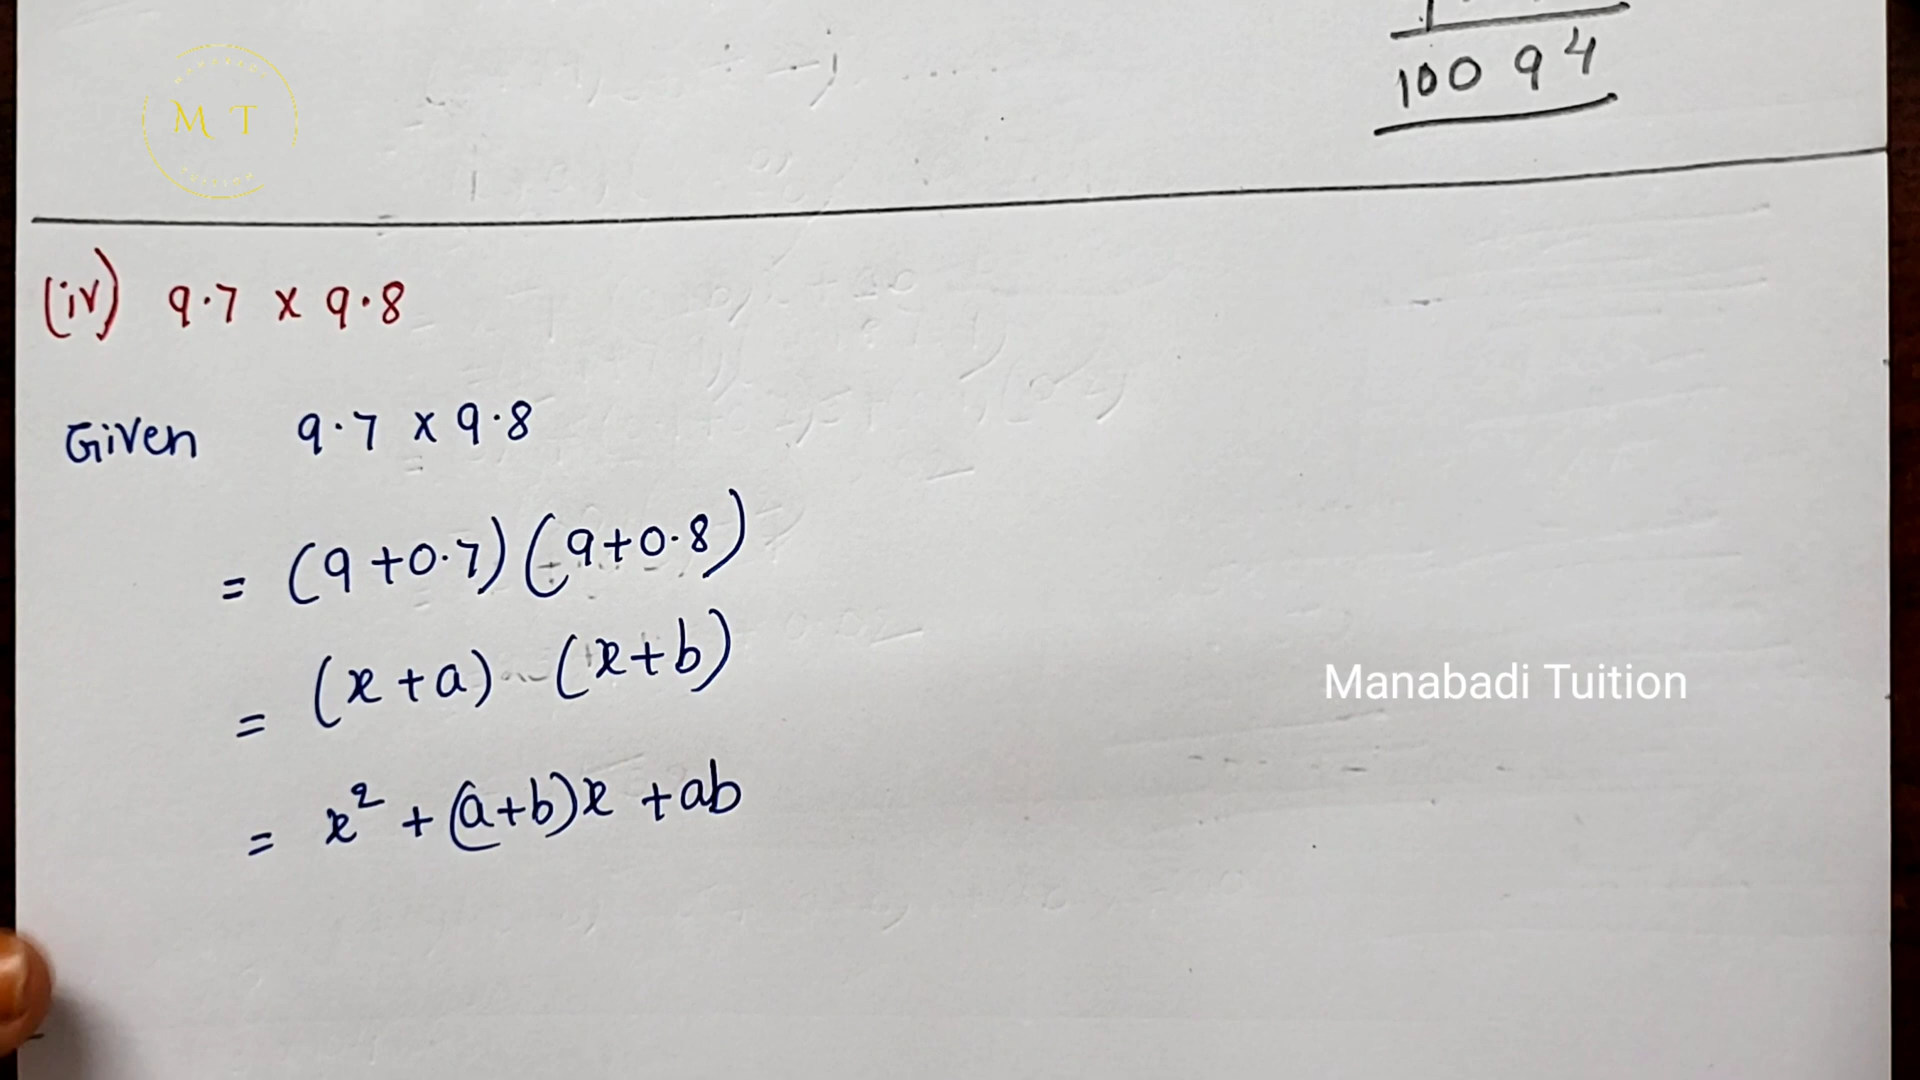 10094
M T
(iv) 9.7 x 9.8
Given 9.7 x 9.8
= (9+0.7)(9+0.8)
= (x+a) (x+b)
= x² + (a+b)x + ab
Manabadi Tuition